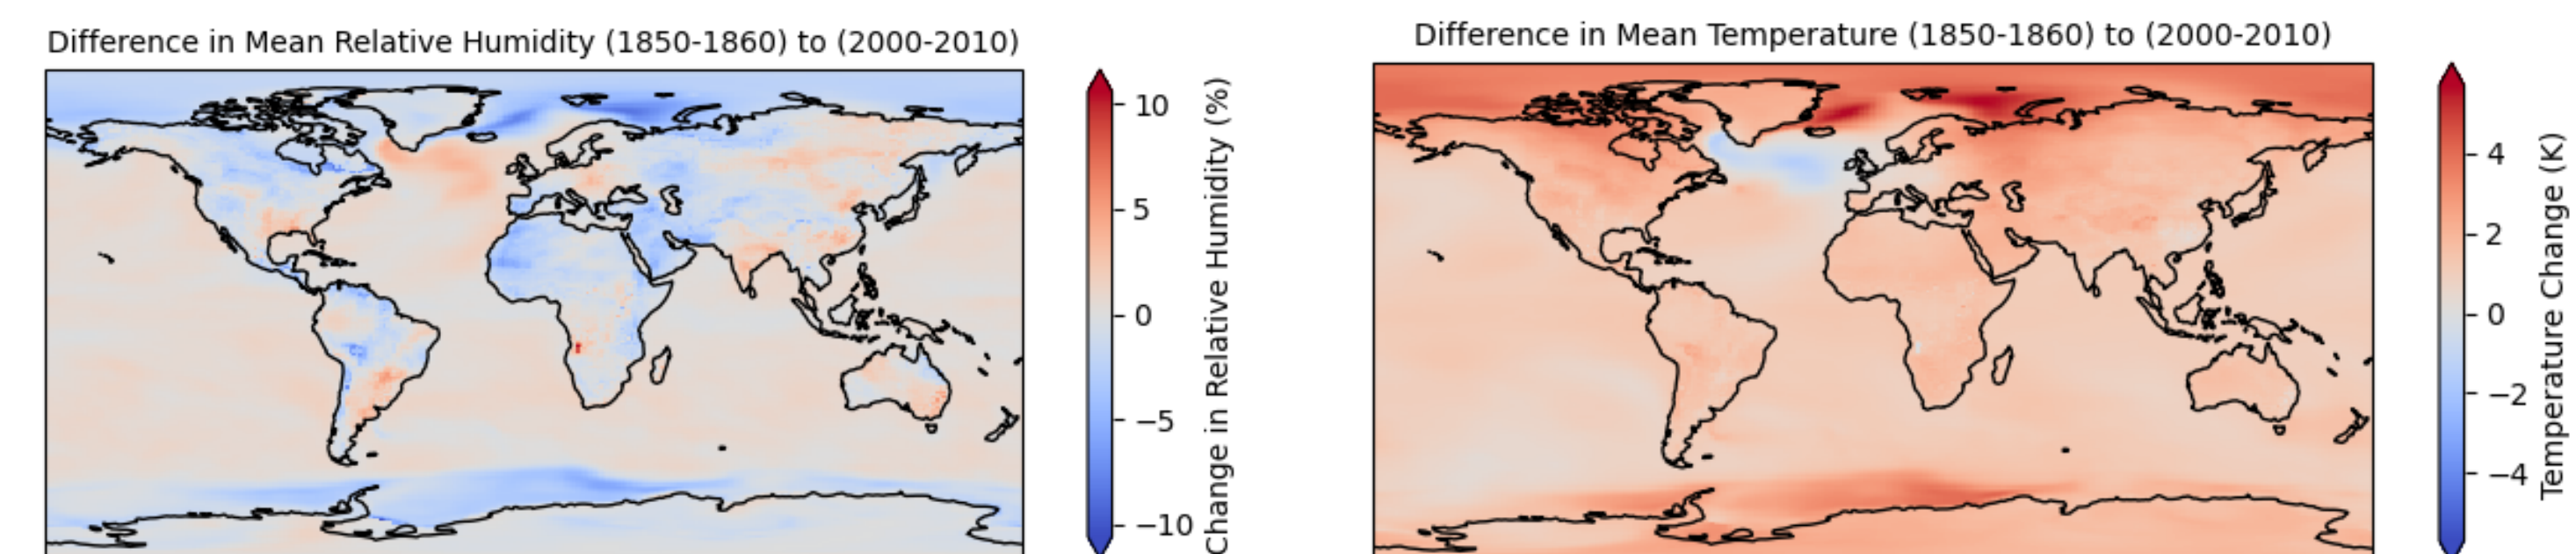 Difference in Mean Relative Humidity (1850-1860) to (2000-2010)
10
5
0
−5
−10
Change in Relative Humidity (%)
Difference in Mean Temperature (1850-1860) to (2000-2010)
4
2
0
−2
−4
Temperature Change (K)